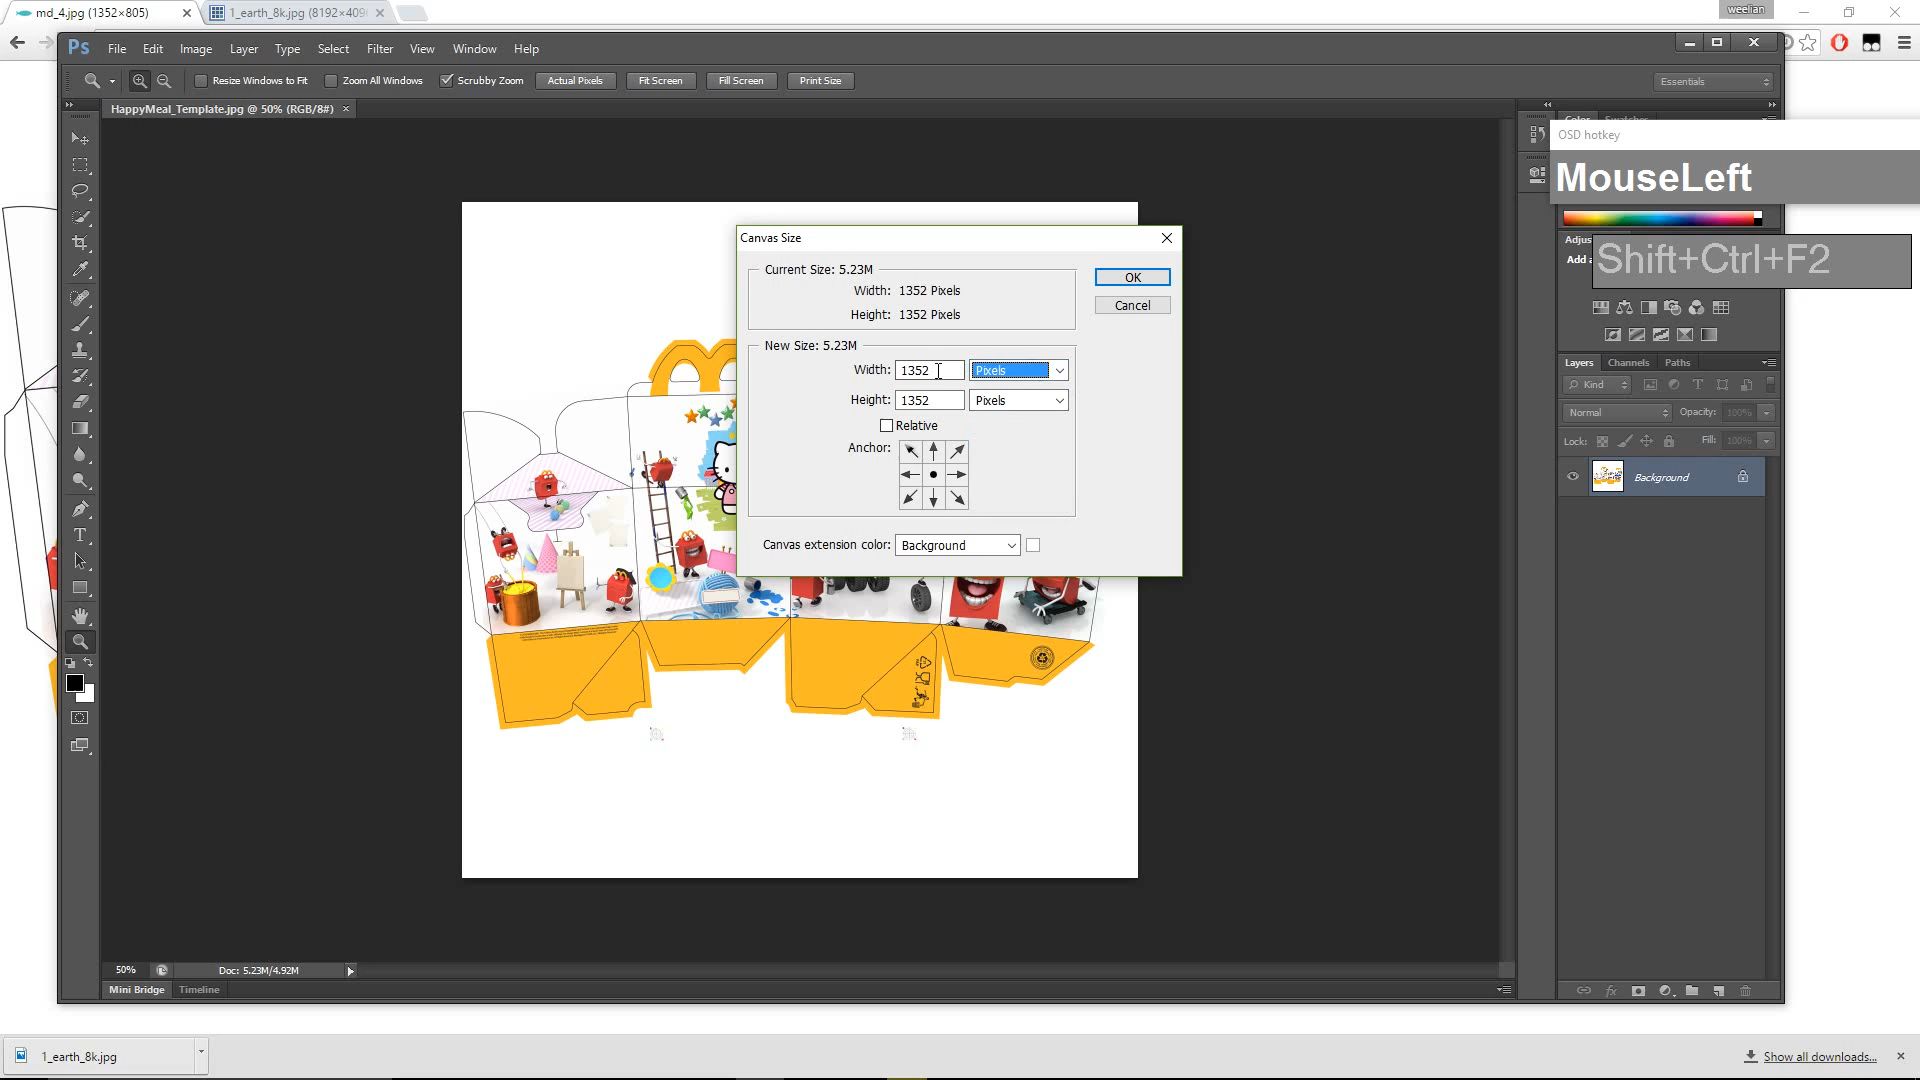 md_4.jpg (1352×805)
1_earth_8k.jpg (8192×409
weelian
Ps File Edit Image Layer Type Select Filter View Window Help
Resize Windows to Fit Zoom All Windows Scrubby Zoom Actual Pixels Fit Screen Fill Screen Print Size Essentials
HappyMeal_Template.jpg @ 50% (RGB/8#)
Color Swatches
OSD hotkey
MouseLeft
Shift+Ctrl+F2
Adjus
Add a
Canvas Size
Current Size: 5.23M
Width: 1352 Pixels
Height: 1352 Pixels
OK
Cancel
New Size: 5.23M
Width: 1352 Pixels
Height: 1352 Pixels
Relative
Anchor:
Canvas extension color: Background
Layers Channels Paths
Kind
Normal Opacity: 100%
Lock: Fill: 100%
Background
50% Doc: 5.23M/4.92M
Mini Bridge Timeline
1_earth_8k.jpg
Show all downloads...